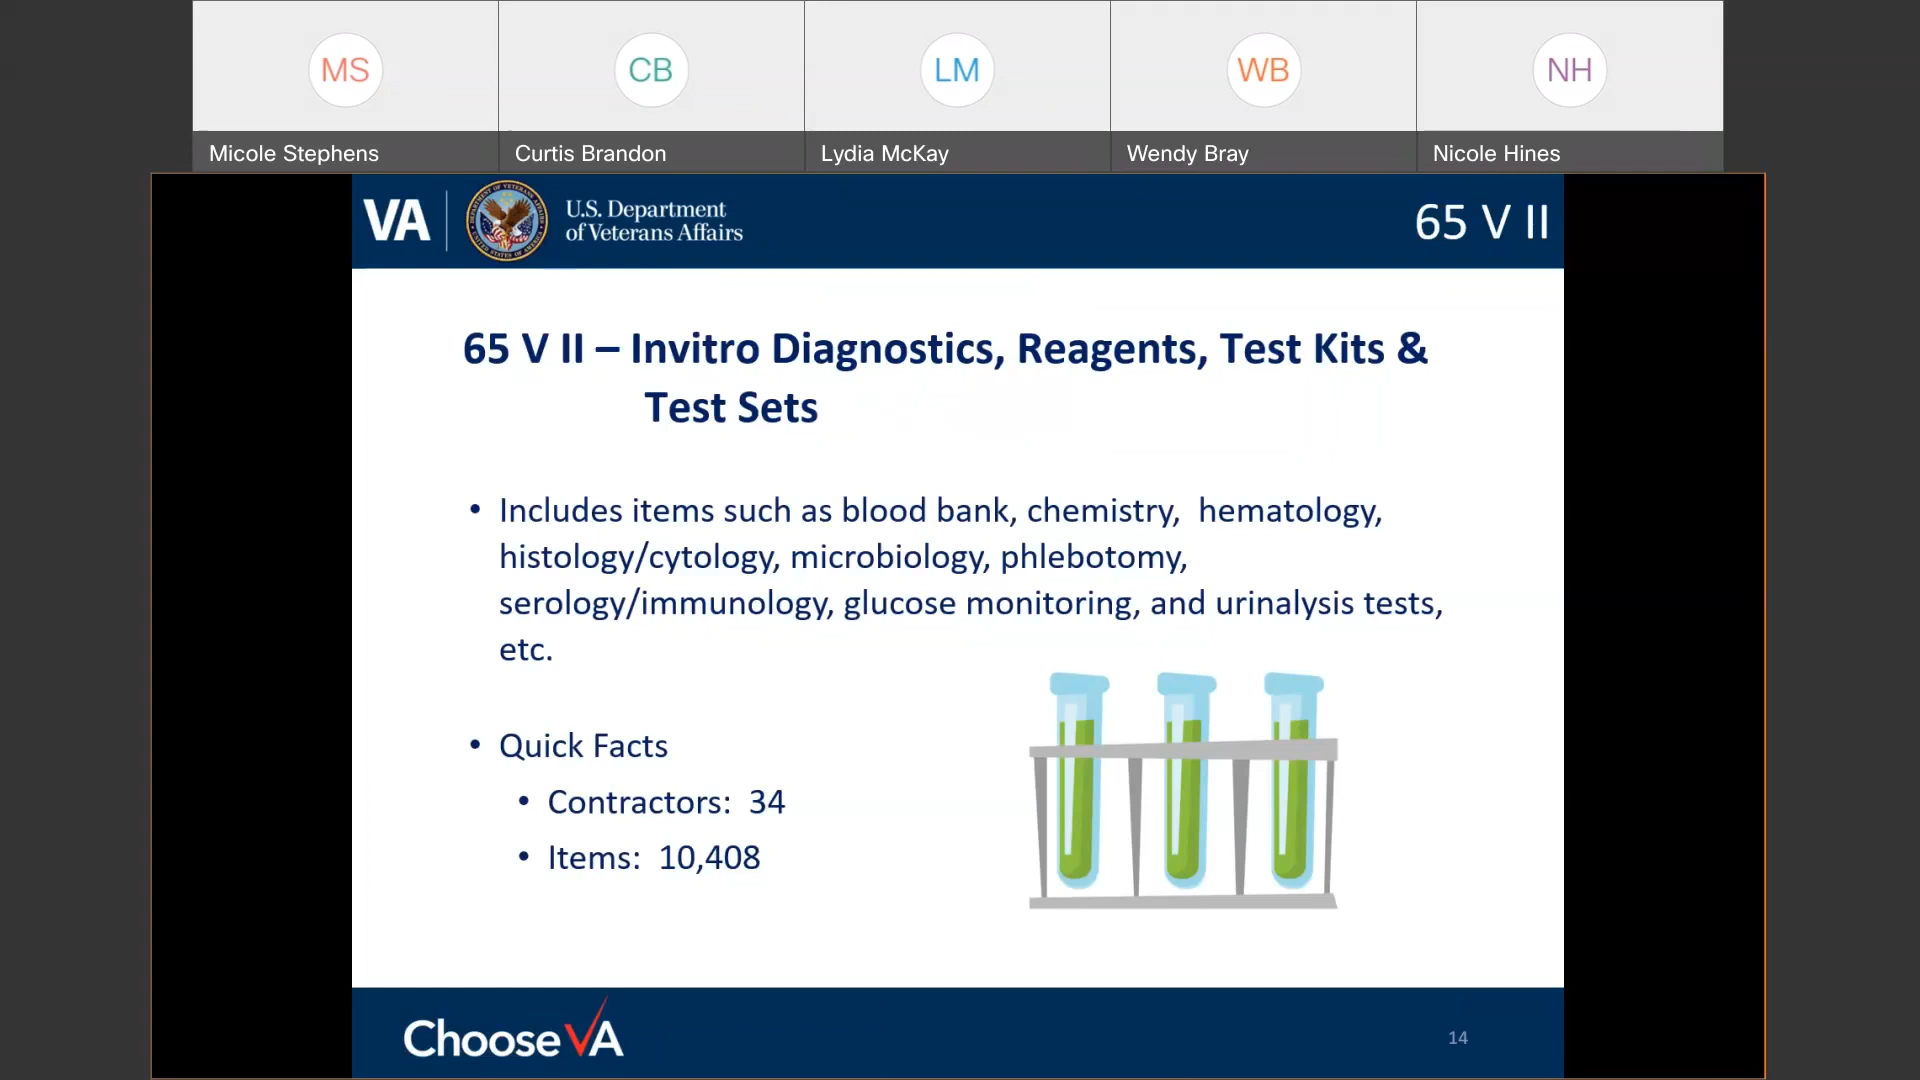 MS CB LM WB NH
Micole Stephens Curtis Brandon Lydia McKay Wendy Bray Nicole Hines
VA U.S. Department
of Veterans Affairs
65 V II
65 V II – Invitro Diagnostics, Reagents, Test Kits &
Test Sets
• Includes items such as blood bank, chemistry,  hematology,
histology/cytology, microbiology, phlebotomy,
serology/immunology, glucose monitoring, and urinalysis tests,
etc.
• Quick Facts
• Contractors:  34
• Items:  10,408
ChooseVA
14